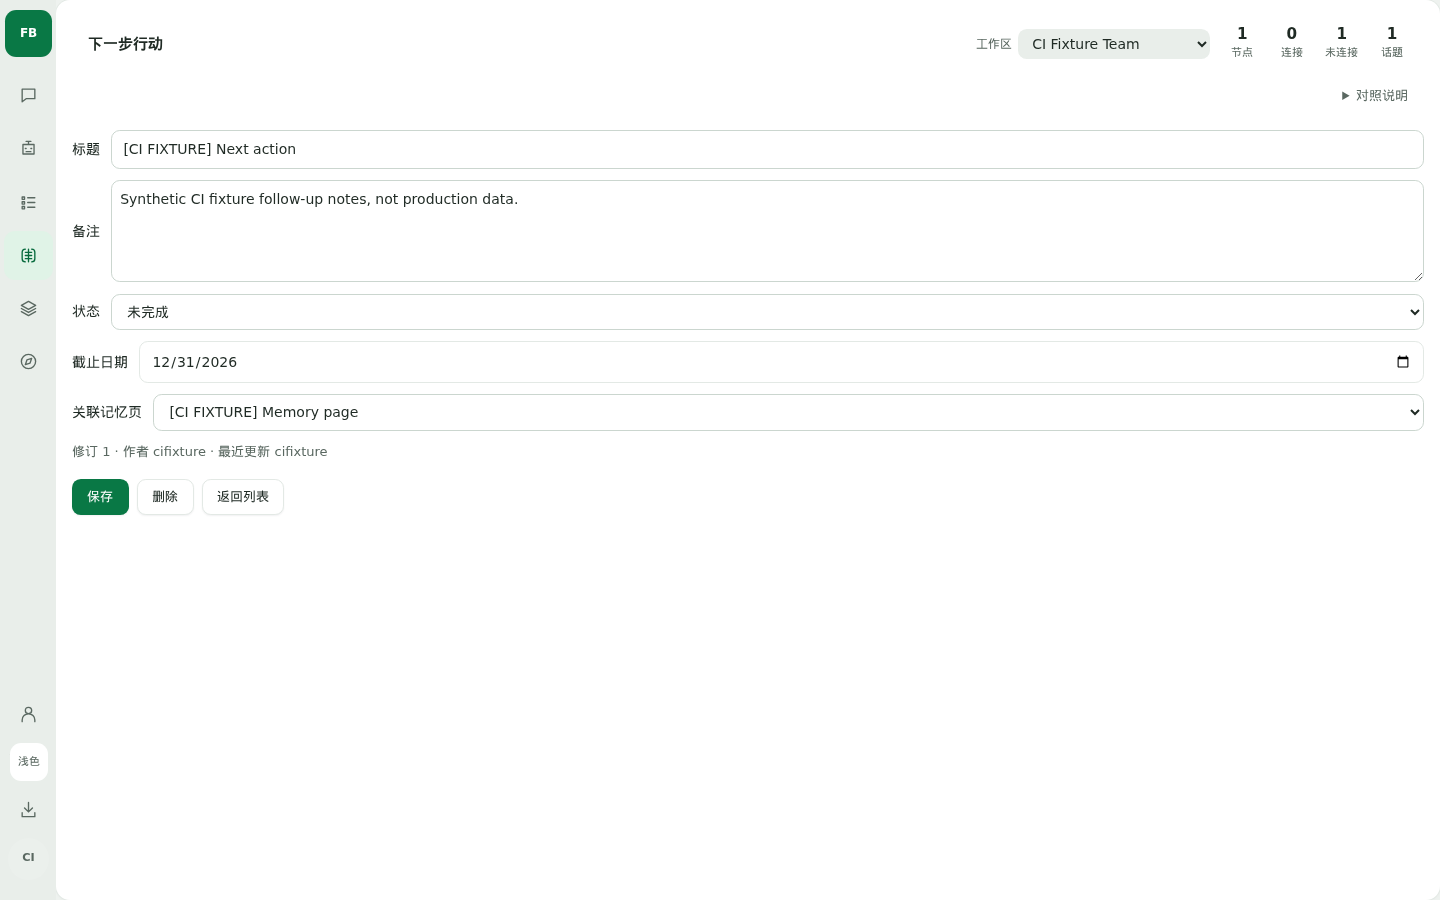 FB
下一步行动
工作区 CI Fixture Team
1 0 1 1
节点 连接 未连接 话题
▶ 对照说明
标题 [CI FIXTURE] Next action
备注 Synthetic CI fixture follow-up notes, not production data.
状态 未完成
截止日期 12/31/2026
关联记忆页 [CI FIXTURE] Memory page
修订 1 · 作者 cifixture · 最近更新 cifixture
保存 删除 返回列表
浅色
CI